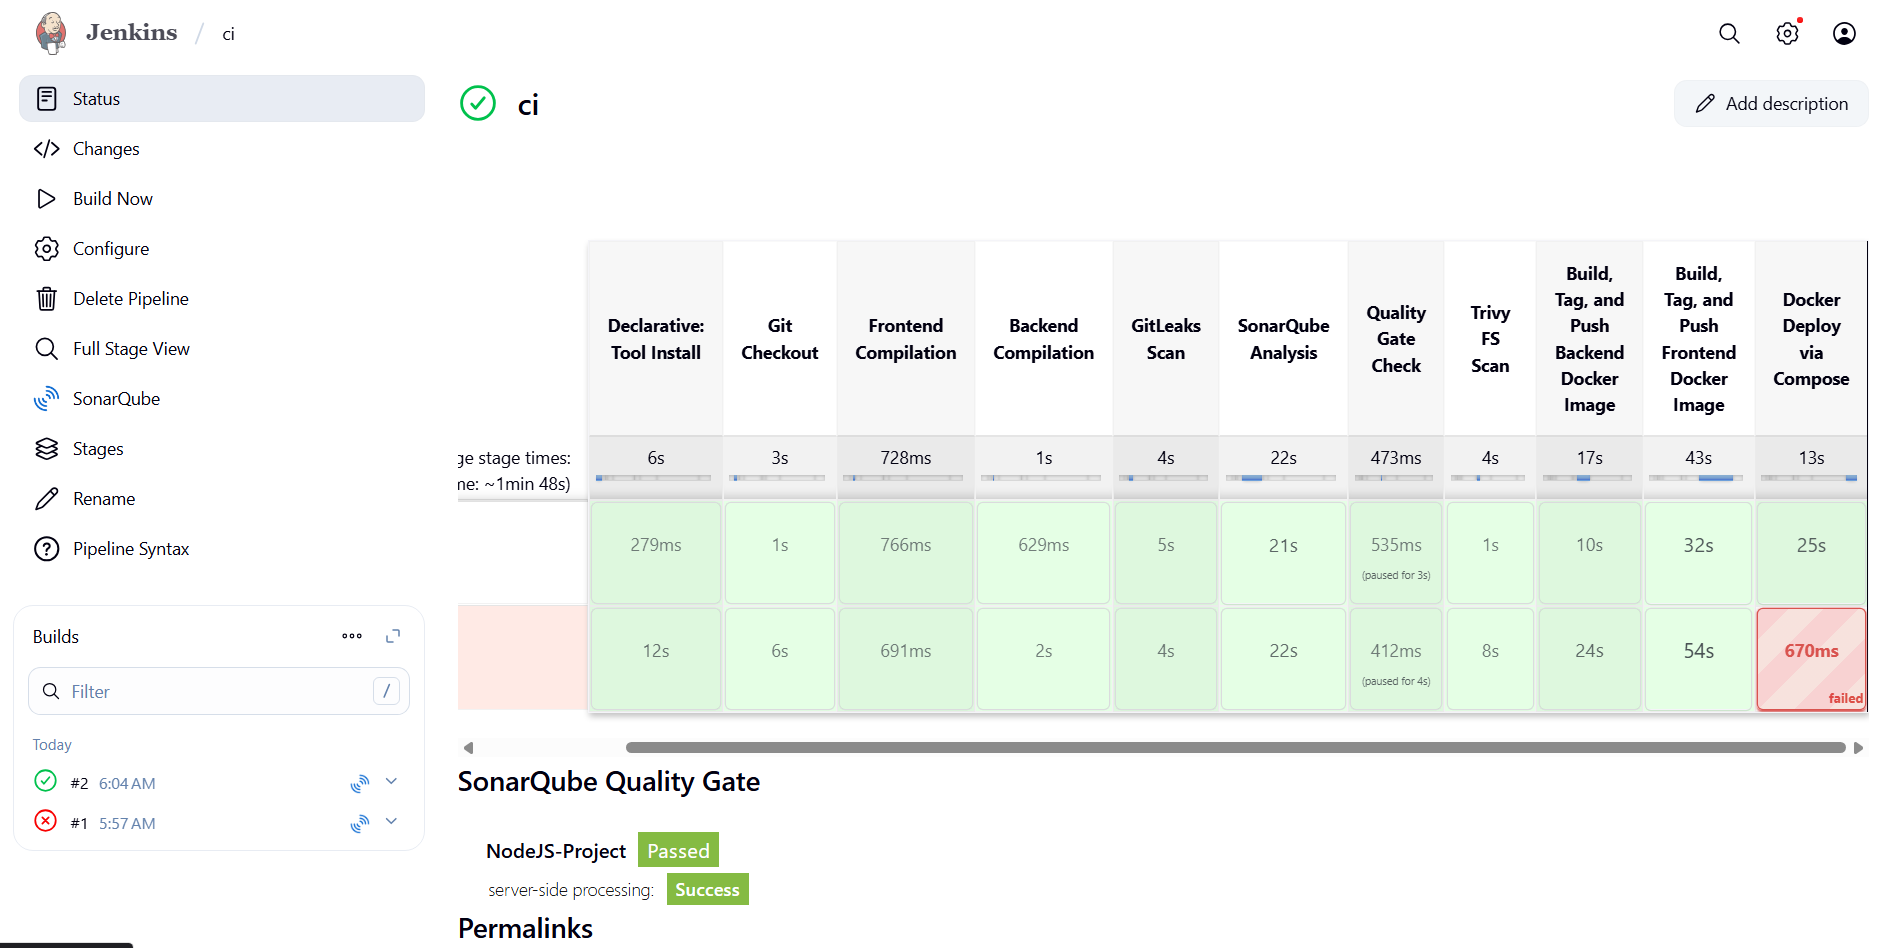 Jenkins / ci
Status
Changes
Build Now
Configure
Delete Pipeline
Full Stage View
SonarQube
Stages
Rename
Pipeline Syntax
Builds
Filter /
Today
#2 6:04 AM
#1 5:57 AM
ci
Add description
Declarative:
Tool Install
Git
Checkout
Frontend
Compilation
Backend
Compilation
GitLeaks
Scan
SonarQube
Analysis
Quality
Gate
Check
Trivy
FS
Scan
Build,
Tag, and
Push
Backend
Docker
Image
Build,
Tag, and
Push
Frontend
Docker
Image
Docker
Deploy
via
Compose
ge stage times:
me: ~1min 48s)
6s 3s 728ms 1s 4s 22s 473ms 4s 17s 43s 13s
279ms 1s 766ms 629ms 5s 21s 535ms 1s 10s 32s 25s
(paused for 3s)
12s 6s 691ms 2s 4s 22s 412ms 8s 24s 54s 670ms
(paused for 4s)
failed
SonarQube Quality Gate
NodeJS-Project Passed
server-side processing: Success
Permalinks